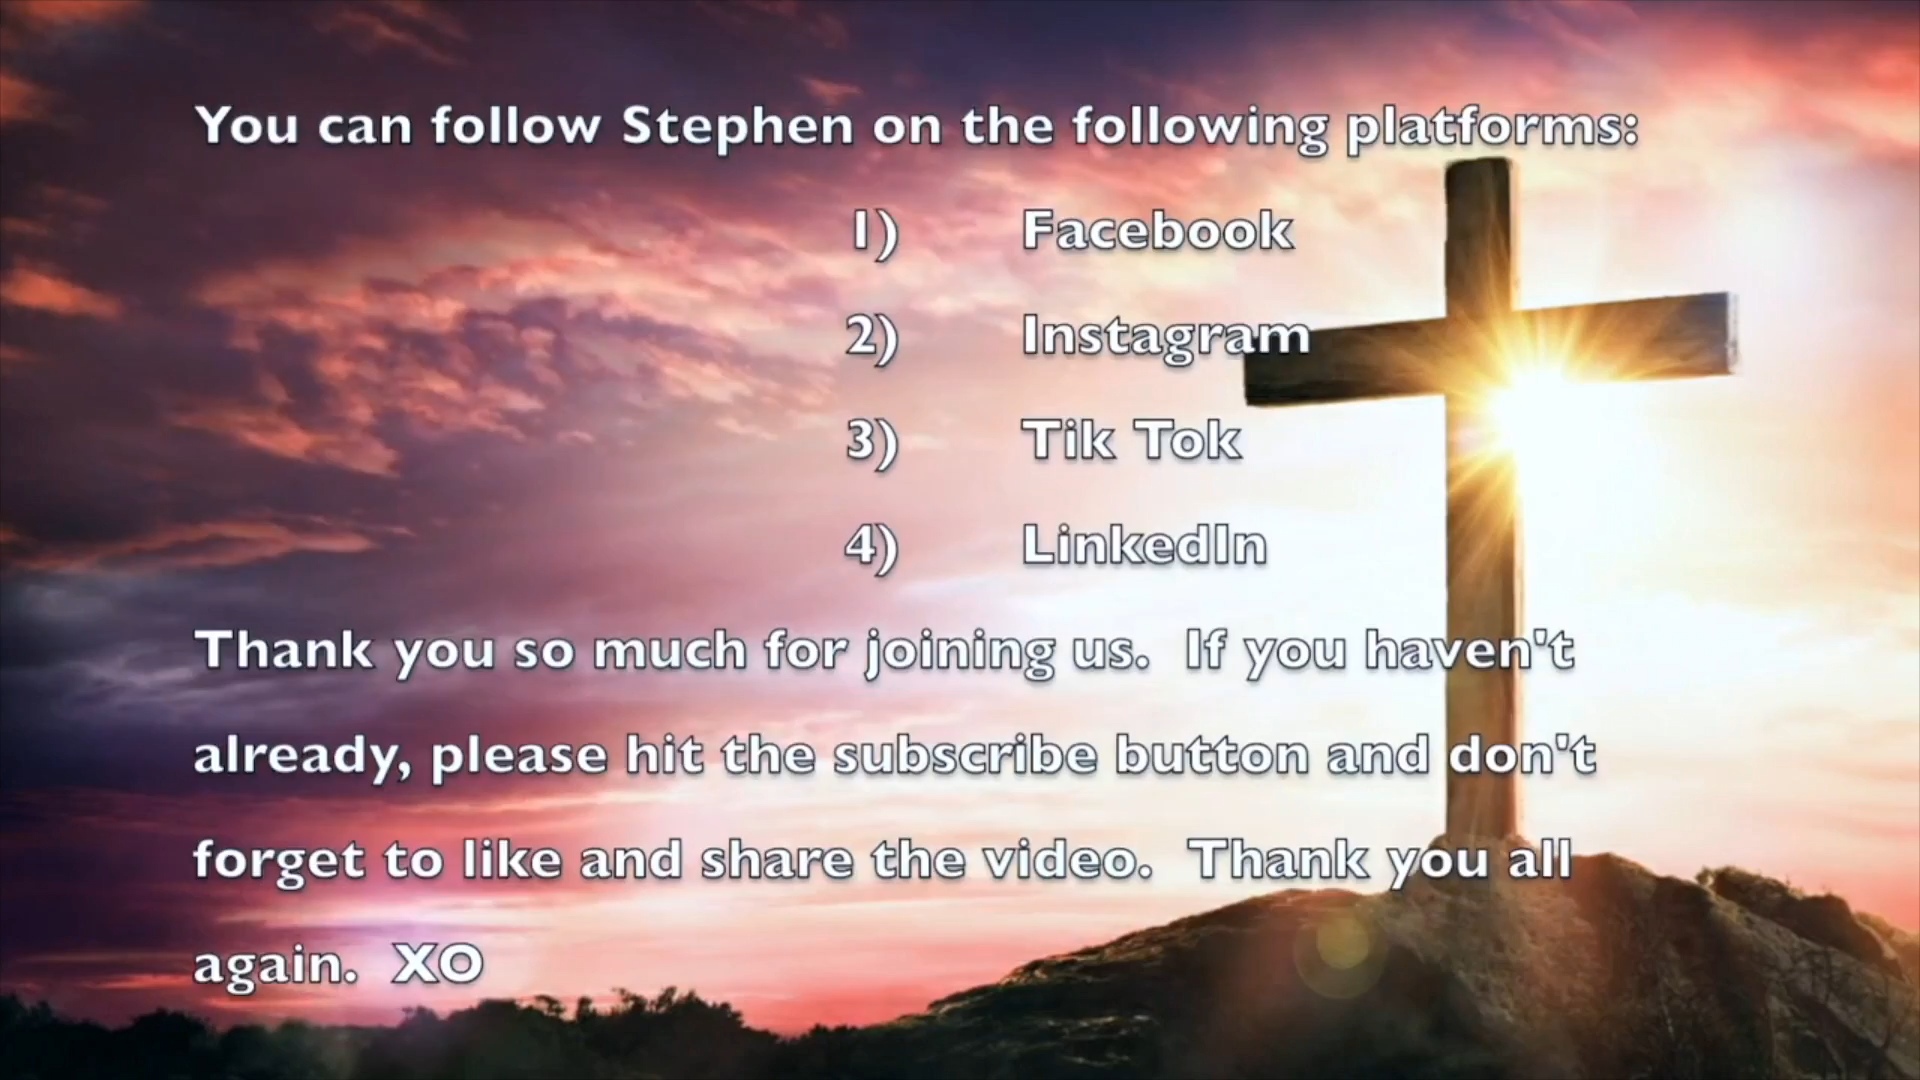 You can follow Stephen on the following platforms:
1) Facebook
2) Instagram
3) Tik Tok
4) LinkedIn
Thank you so much for joining us.  If you haven't
already, please hit the subscribe button and don't
forget to like and share the video.  Thank you all
again.  XO